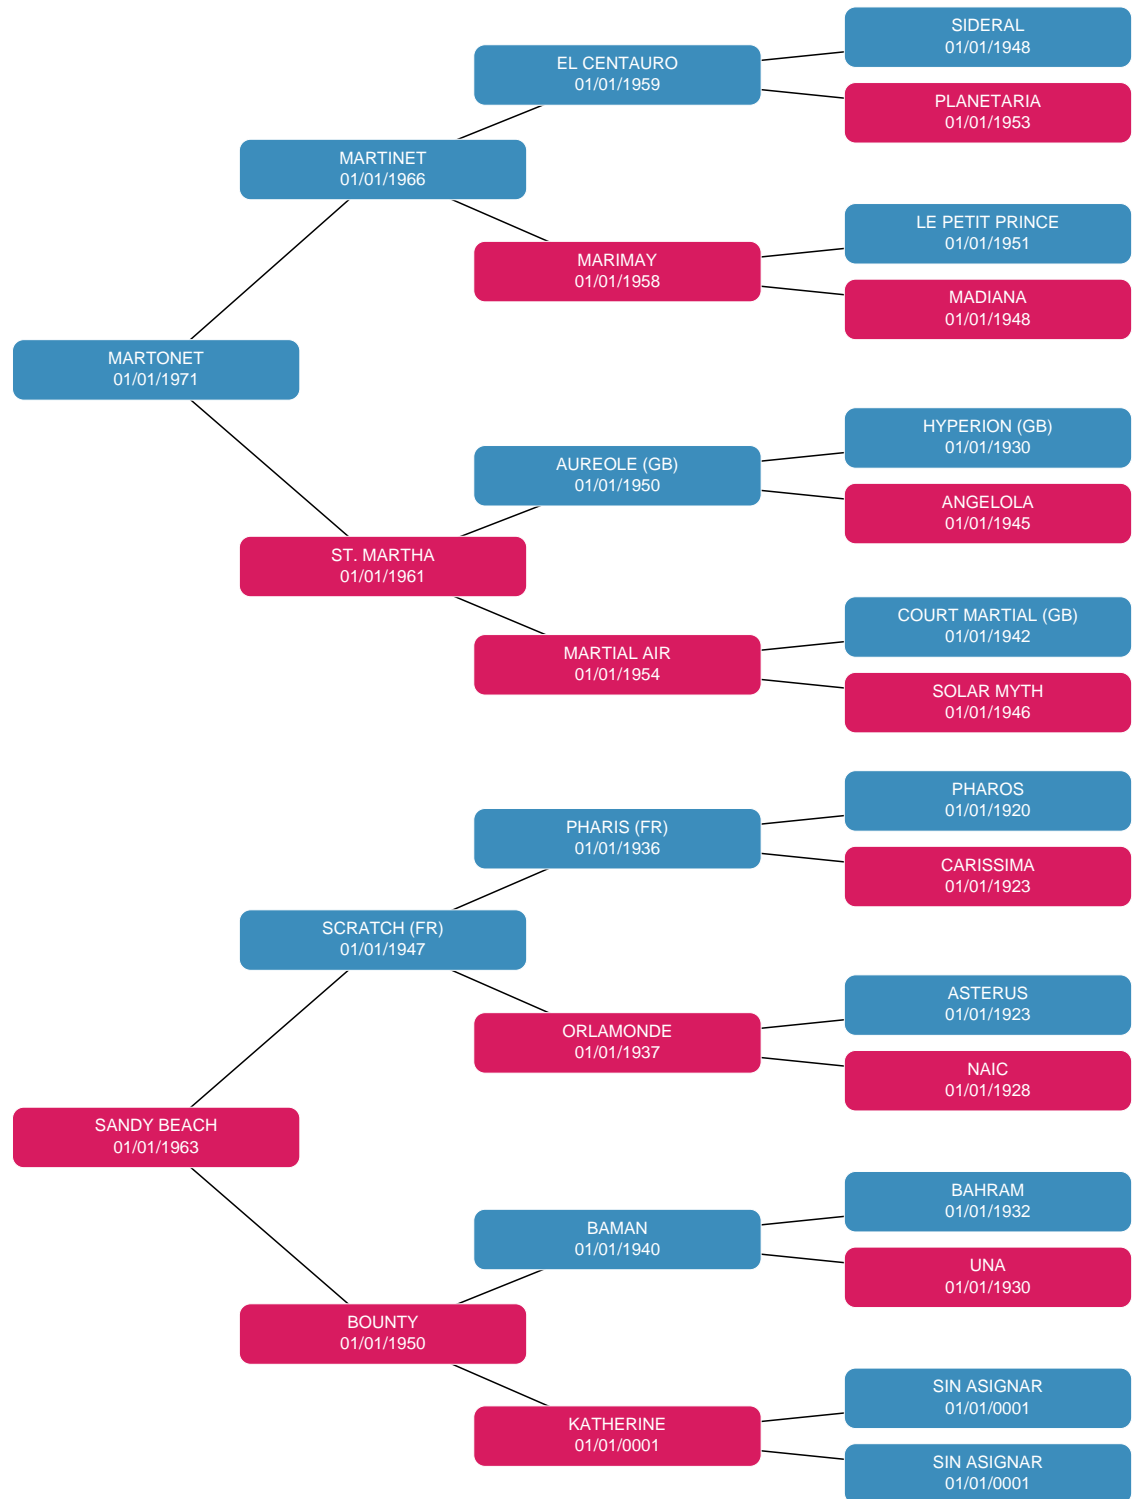 SIDERAL
01/01/1948
EL CENTAURO
01/01/1959
PLANETARIA
01/01/1953
MARTINET
01/01/1966
LE PETIT PRINCE
01/01/1951
MARIMAY
01/01/1958
MADIANA
01/01/1948
MARTONET
01/01/1971
HYPERION (GB)
01/01/1930
AUREOLE (GB)
01/01/1950
ANGELOLA
01/01/1945
ST. MARTHA
01/01/1961
COURT MARTIAL (GB)
01/01/1942
MARTIAL AIR
01/01/1954
SOLAR MYTH
01/01/1946
PHAROS
01/01/1920
PHARIS (FR)
01/01/1936
CARISSIMA
01/01/1923
SCRATCH (FR)
01/01/1947
ASTERUS
01/01/1923
ORLAMONDE
01/01/1937
NAIC
01/01/1928
SANDY BEACH
01/01/1963
BAHRAM
01/01/1932
BAMAN
01/01/1940
UNA
01/01/1930
BOUNTY
01/01/1950
SIN ASIGNAR
01/01/0001
KATHERINE
01/01/0001
SIN ASIGNAR
01/01/0001